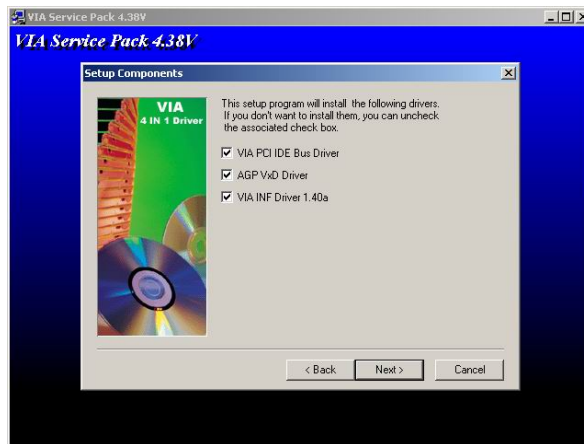 VIA Service Pack 4.38V
VIA Service Pack 4.38V
Setup Components
VIA
4 IN 1 Driver
This setup program will install the following drivers.
If you don't want to install them, you can uncheck
the associated check box.
VIA PCI IDE Bus Driver
AGP VxD Driver
VIA INF Driver 1.40a
< Back
Next >
Cancel